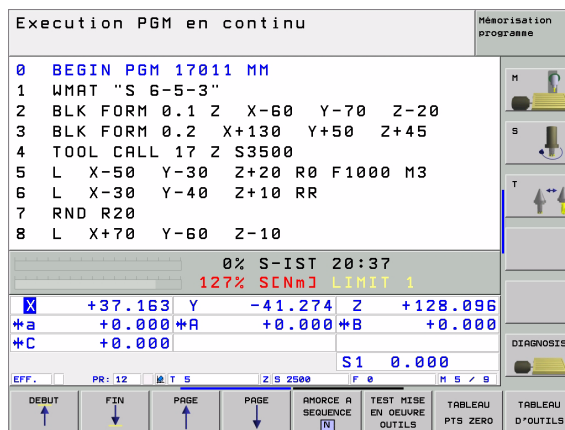 Execution PGM en continu
Mémorisation
programme
0 BEGIN PGM 17011 MM
1 WMAT "S 6-5-3"
2 BLK FORM 0.1 Z X-60 Y-70 Z-20
3 BLK FORM 0.2 X+130 Y+50 Z+45
4 TOOL CALL 17 Z S3500
5 L X-50 Y-30 Z+20 R0 F1000 M3
6 L X-30 Y-40 Z+10 RR
7 RND R20
8 L X+70 Y-60 Z-10
M
S
T
0% S-IST 20:37
127% S[Nm] LIMIT 1
X +37.163 Y -41.274 Z +128.096
a +0.000 A +0.000 B +0.000
C +0.000
S1 0.00
EFF. PR: 12 T 5 Z S 2500 F 0 M 5 / 9
DIAGNOSIS
DEBUT
FIN
PAGE
PAGE
AMORCE A
SEQUENCE
N
TEST MISE
EN OEUVRE
OUTILS
TABLEAU
PTS ZERO
TABLEAU
D"OUTILS